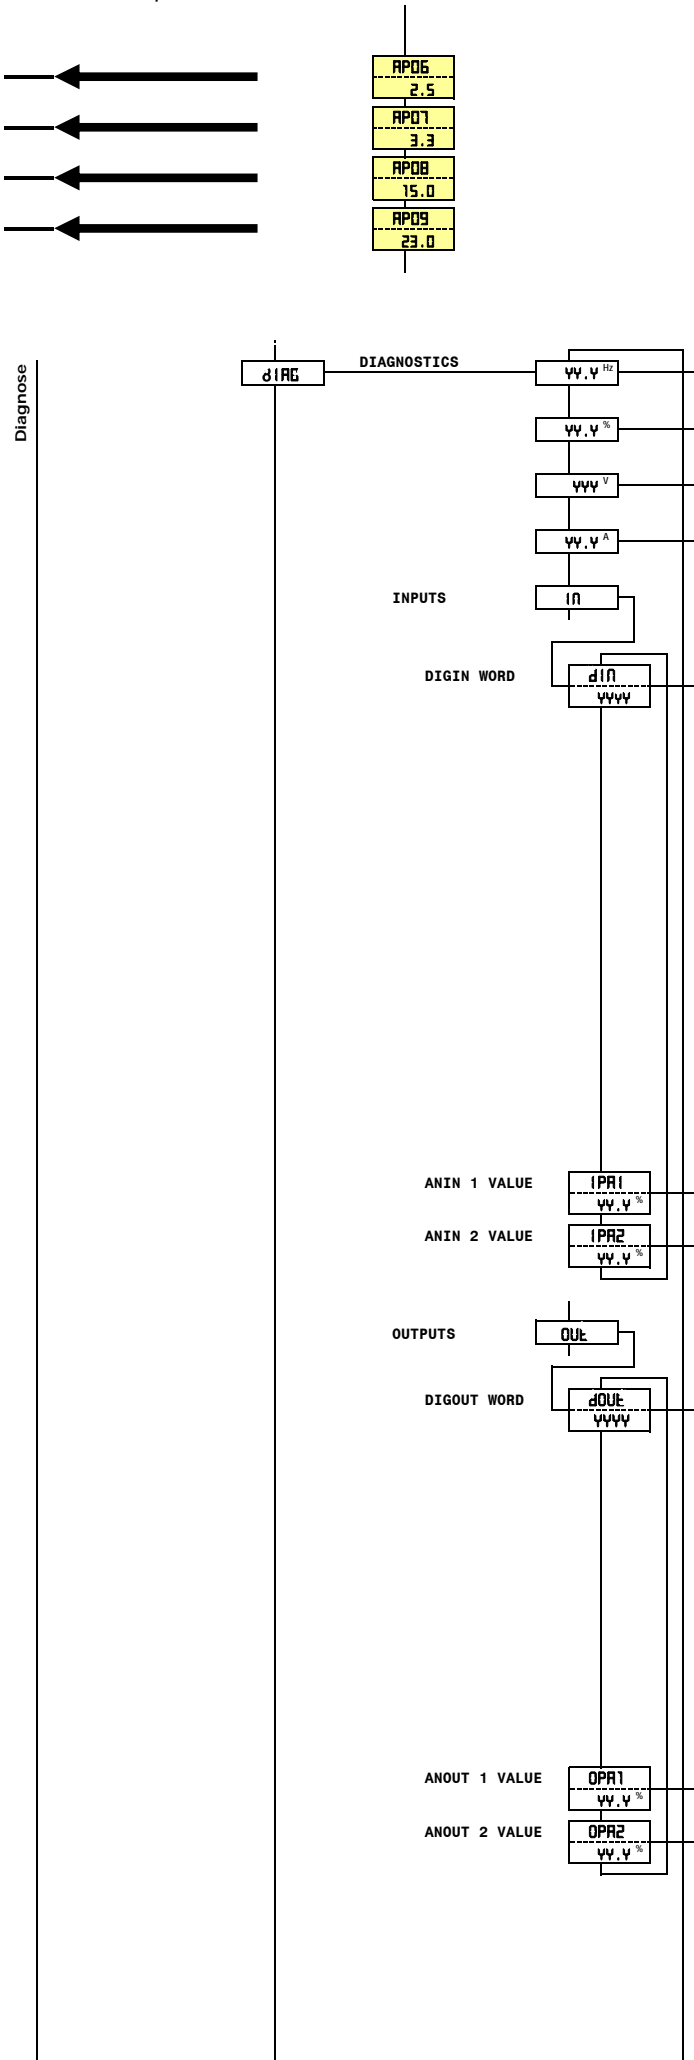 AP06
2.5
AP07
3.3
AP08
15.0
AP09
23.0
Diagnose
dIAG
DIAGNOSTICS
YY.Y Hz
YY.Y %
YYY V
YY.Y A
INPUTS
In
DIGIN WORD
dIn
YYYY
ANIN 1 VALUE
IPA1
YY.Y %
ANIN 2 VALUE
IPA2
YY.Y %
OUTPUTS
OUt
DIGOUT WORD
dOUt
YYYY
ANOUT 1 VALUE
OPA1
YY.Y %
ANOUT 2 VALUE
OPA2
YY.Y %